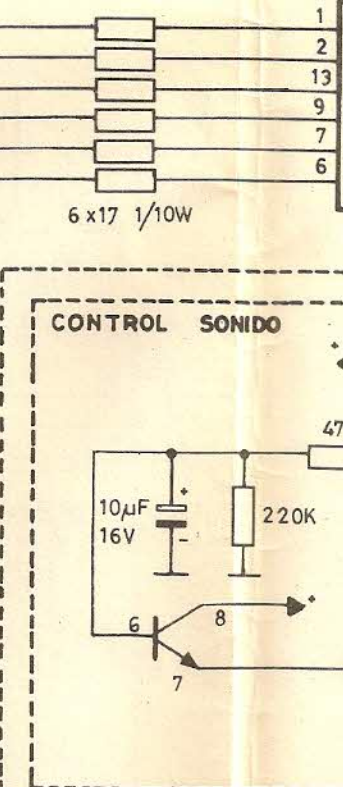 1
2
13
9
7
6
6 x17 1/10W
CONTROL SONIDO
+
47
10µF
+
220K
16V
-
+
6
8
7